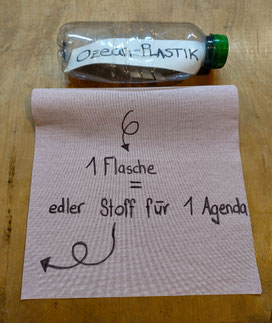 Ozean-PLASTIK
1 Flasche
=
edler Stoff für 1 Agenda